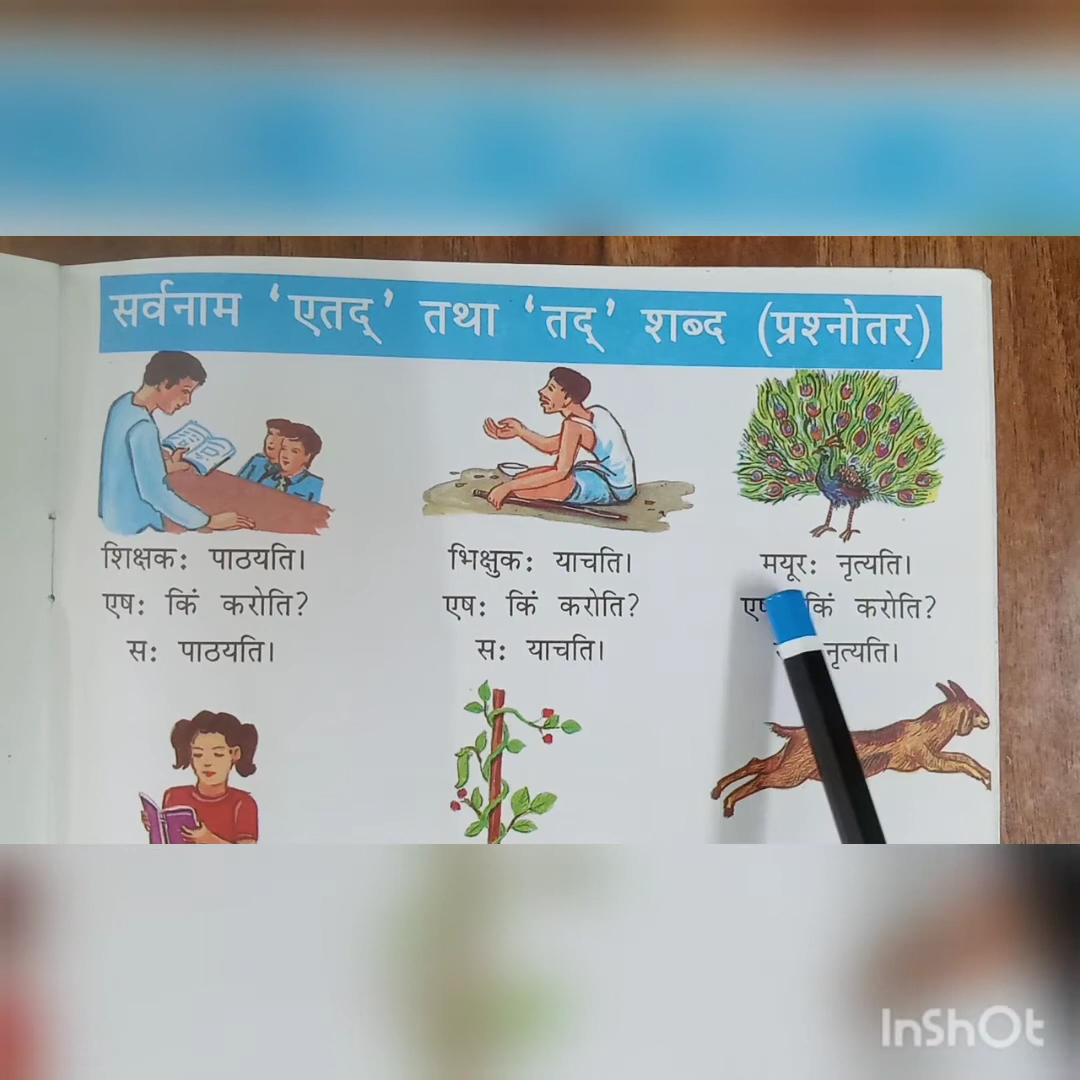 सर्वनाम ‘एतद्’ तथा ‘तद्’ शब्द (प्रश्नोतर)
शिक्षकः पाठयति।
एषः किं करोति?
सः पाठयति।
भिक्षुकः याचति।
एषः किं करोति?
सः याचति।
मयूरः नृत्यति।
किं करोति?
नृत्यति।
InShOt